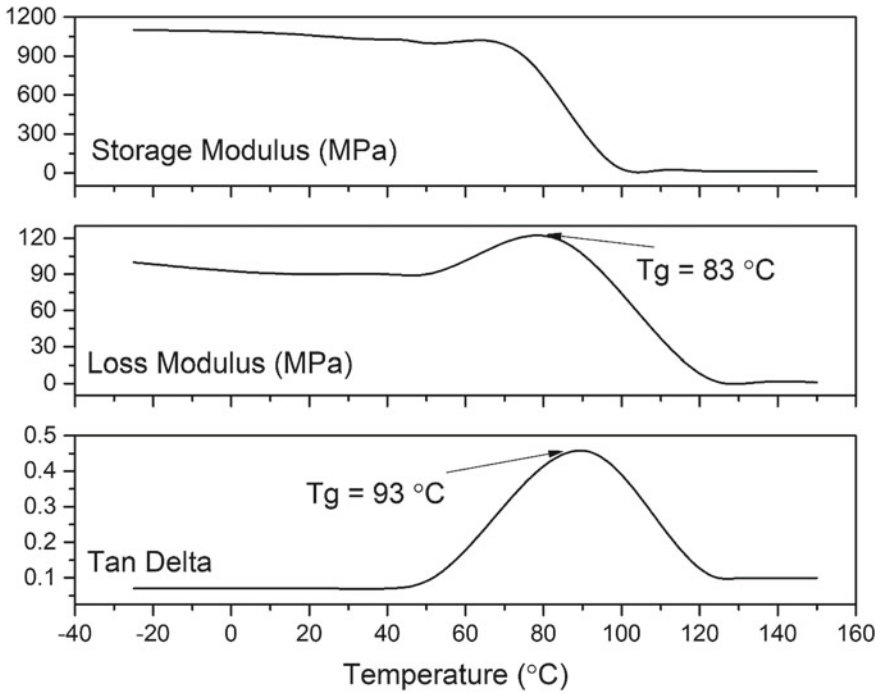 1200
900
600
300
0
Storage Modulus (MPa)
120
90
60
30
0
Tg = 83 °C
Loss Modulus (MPa)
0.5
0.4
0.3
0.2
0.1
Tg = 93 °C
Tan Delta
-40 -20 0 20 40 60 80 100 120 140 160
Temperature (°C)